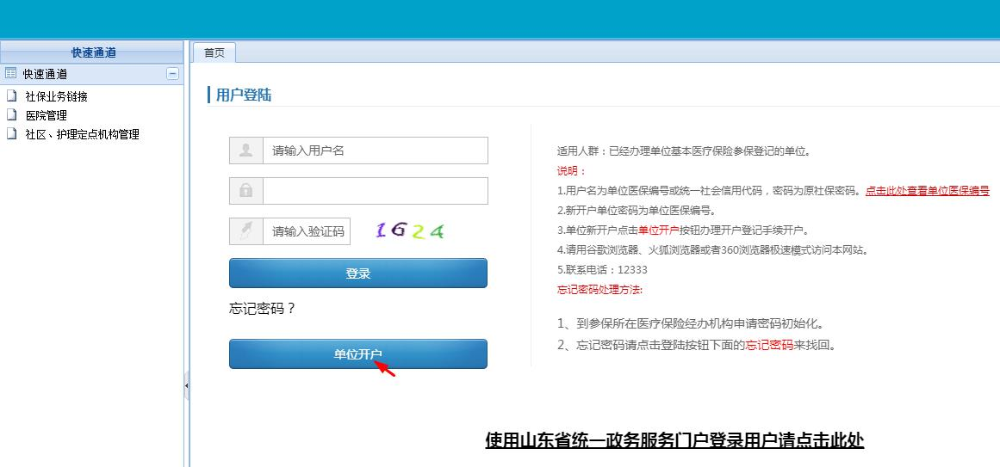 快速通道
快速通道
社保业务链接
医院管理
社区、护理定点机构管理
首页
用户登陆
请输入用户名
请输入验证码
1624
登录
忘记密码？
单位开户
适用人群：已经办理单位基本医疗保险参保登记的单位。
说明：
1.用户名为单位医保编号或统一社会信用代码，密码为原社保密码。点击此处查看单位医保编号
2.新开户单位密码为单位医保编号。
3.单位新开户点击单位开户按钮办理开户登记手续开户。
4.请用谷歌浏览器、火狐浏览器或者360浏览器极速模式访问本网站。
5.联系电话：12333
忘记密码处理方法:
1、到参保所在医疗保险经办机构申请密码初始化。
2、忘记密码请点击登陆按钮下面的忘记密码来找回。
使用山东省统一政务服务门户登录用户请点击此处